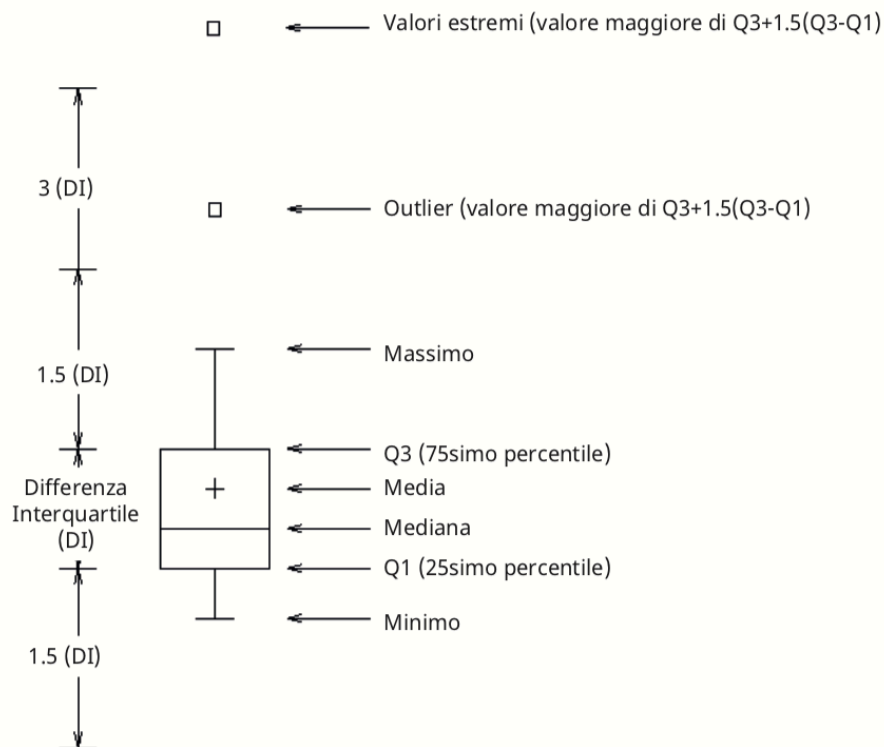 Valori estremi (valore maggiore di Q3+1.5(Q3-Q1)
3 (DI)
Outlier (valore maggiore di Q3+1.5(Q3-Q1)
Massimo
1.5 (DI)
Q3 (75simo percentile)
Differenza
Interquartile
(DI)
Media
Mediana
Q1 (25simo percentile)
Minimo
1.5 (DI)